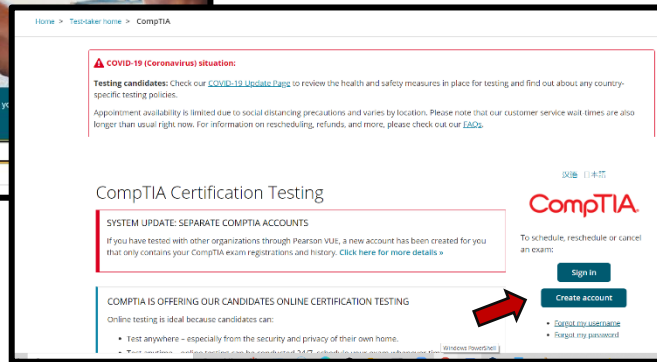 Home > Test-taker home > CompTIA
COVID-19 (Coronavirus) situation:
Testing candidates: Check our COVID-19 Update Page to review the health and safety measures in place for testing and find out about any country-
specific testing policies.
Appointment availability is limited due to social distancing precautions and varies by location. Please note that our customer service wait times are also
longer than usual right now. For information on rescheduling, refunds, and more, please check out our FAQs.
汉语 日本語
CompTIA.
CompTIA Certification Testing
SYSTEM UPDATE: SEPARATE COMPTIA ACCOUNTS
If you have tested with other organizations through Pearson VUE, a new account has been created for you
that only contains your CompTIA exam registrations and history. Click here for more details »
To schedule, reschedule or cancel
an exam:
Sign in
Create account
Forgot my username
Forgot my password
COMPTIA IS OFFERING OUR CANDIDATES ONLINE CERTIFICATION TESTING
Online testing is ideal because candidates can:
• Test anywhere – especially from the security and privacy of their own home.
Windows PowerShell